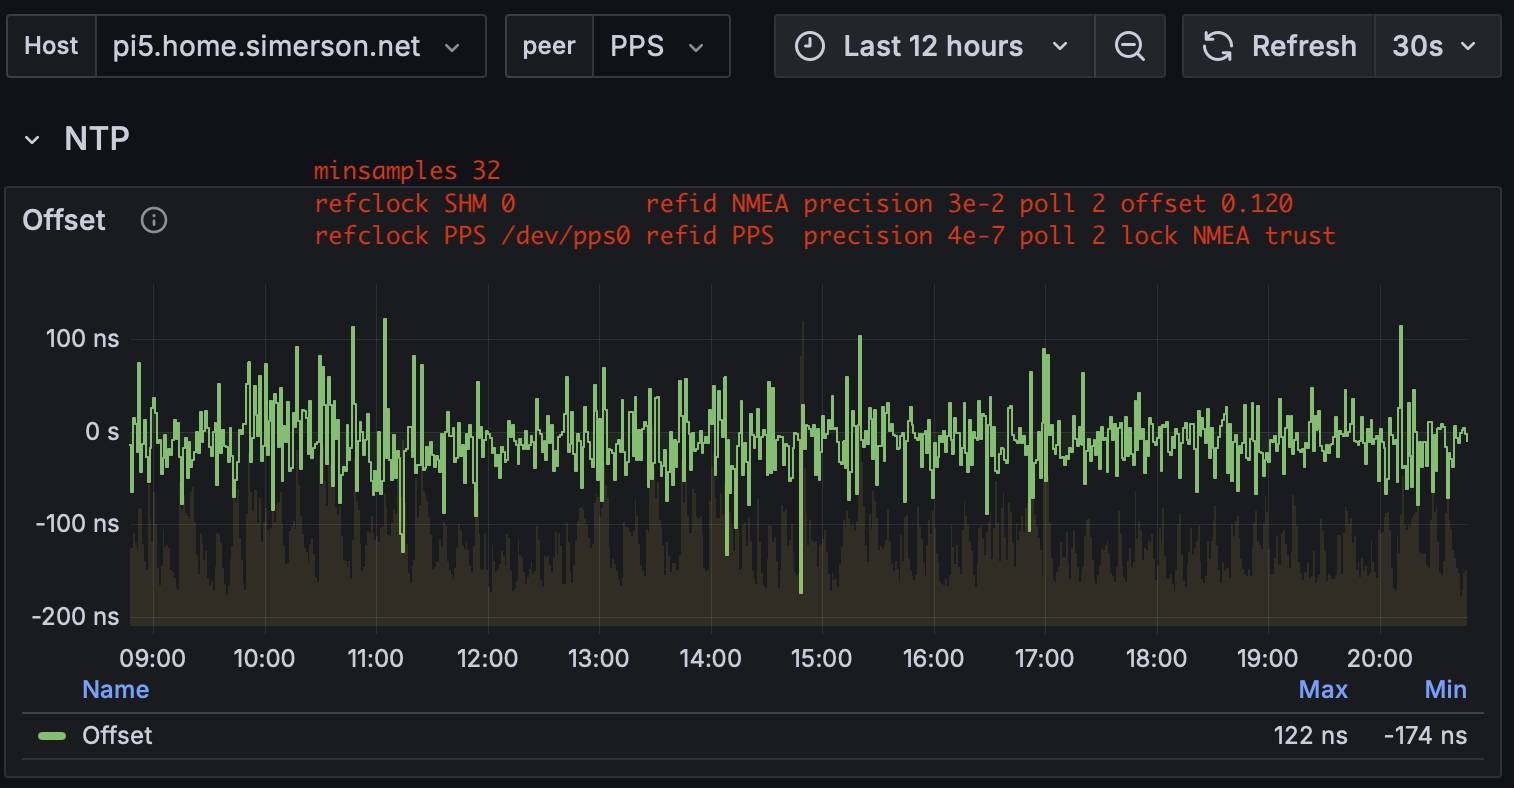 Host pi5.home.simerson.net peer PPS Last 12 hours Refresh 30s
NTP
minsamples 32
refclock SHM 0 refid NMEA precision 3e-2 poll 2 offset 0.120
Offset
refclock PPS /dev/pps0 refid PPS precision 4e-7 poll 2 lock NMEA trust
100 ns
0 s
-100 ns
-200 ns
09:00 10:00 11:00 12:00 13:00 14:00 15:00 16:00 17:00 18:00 19:00 20:00
Name Max Min
Offset 122 ns -174 ns